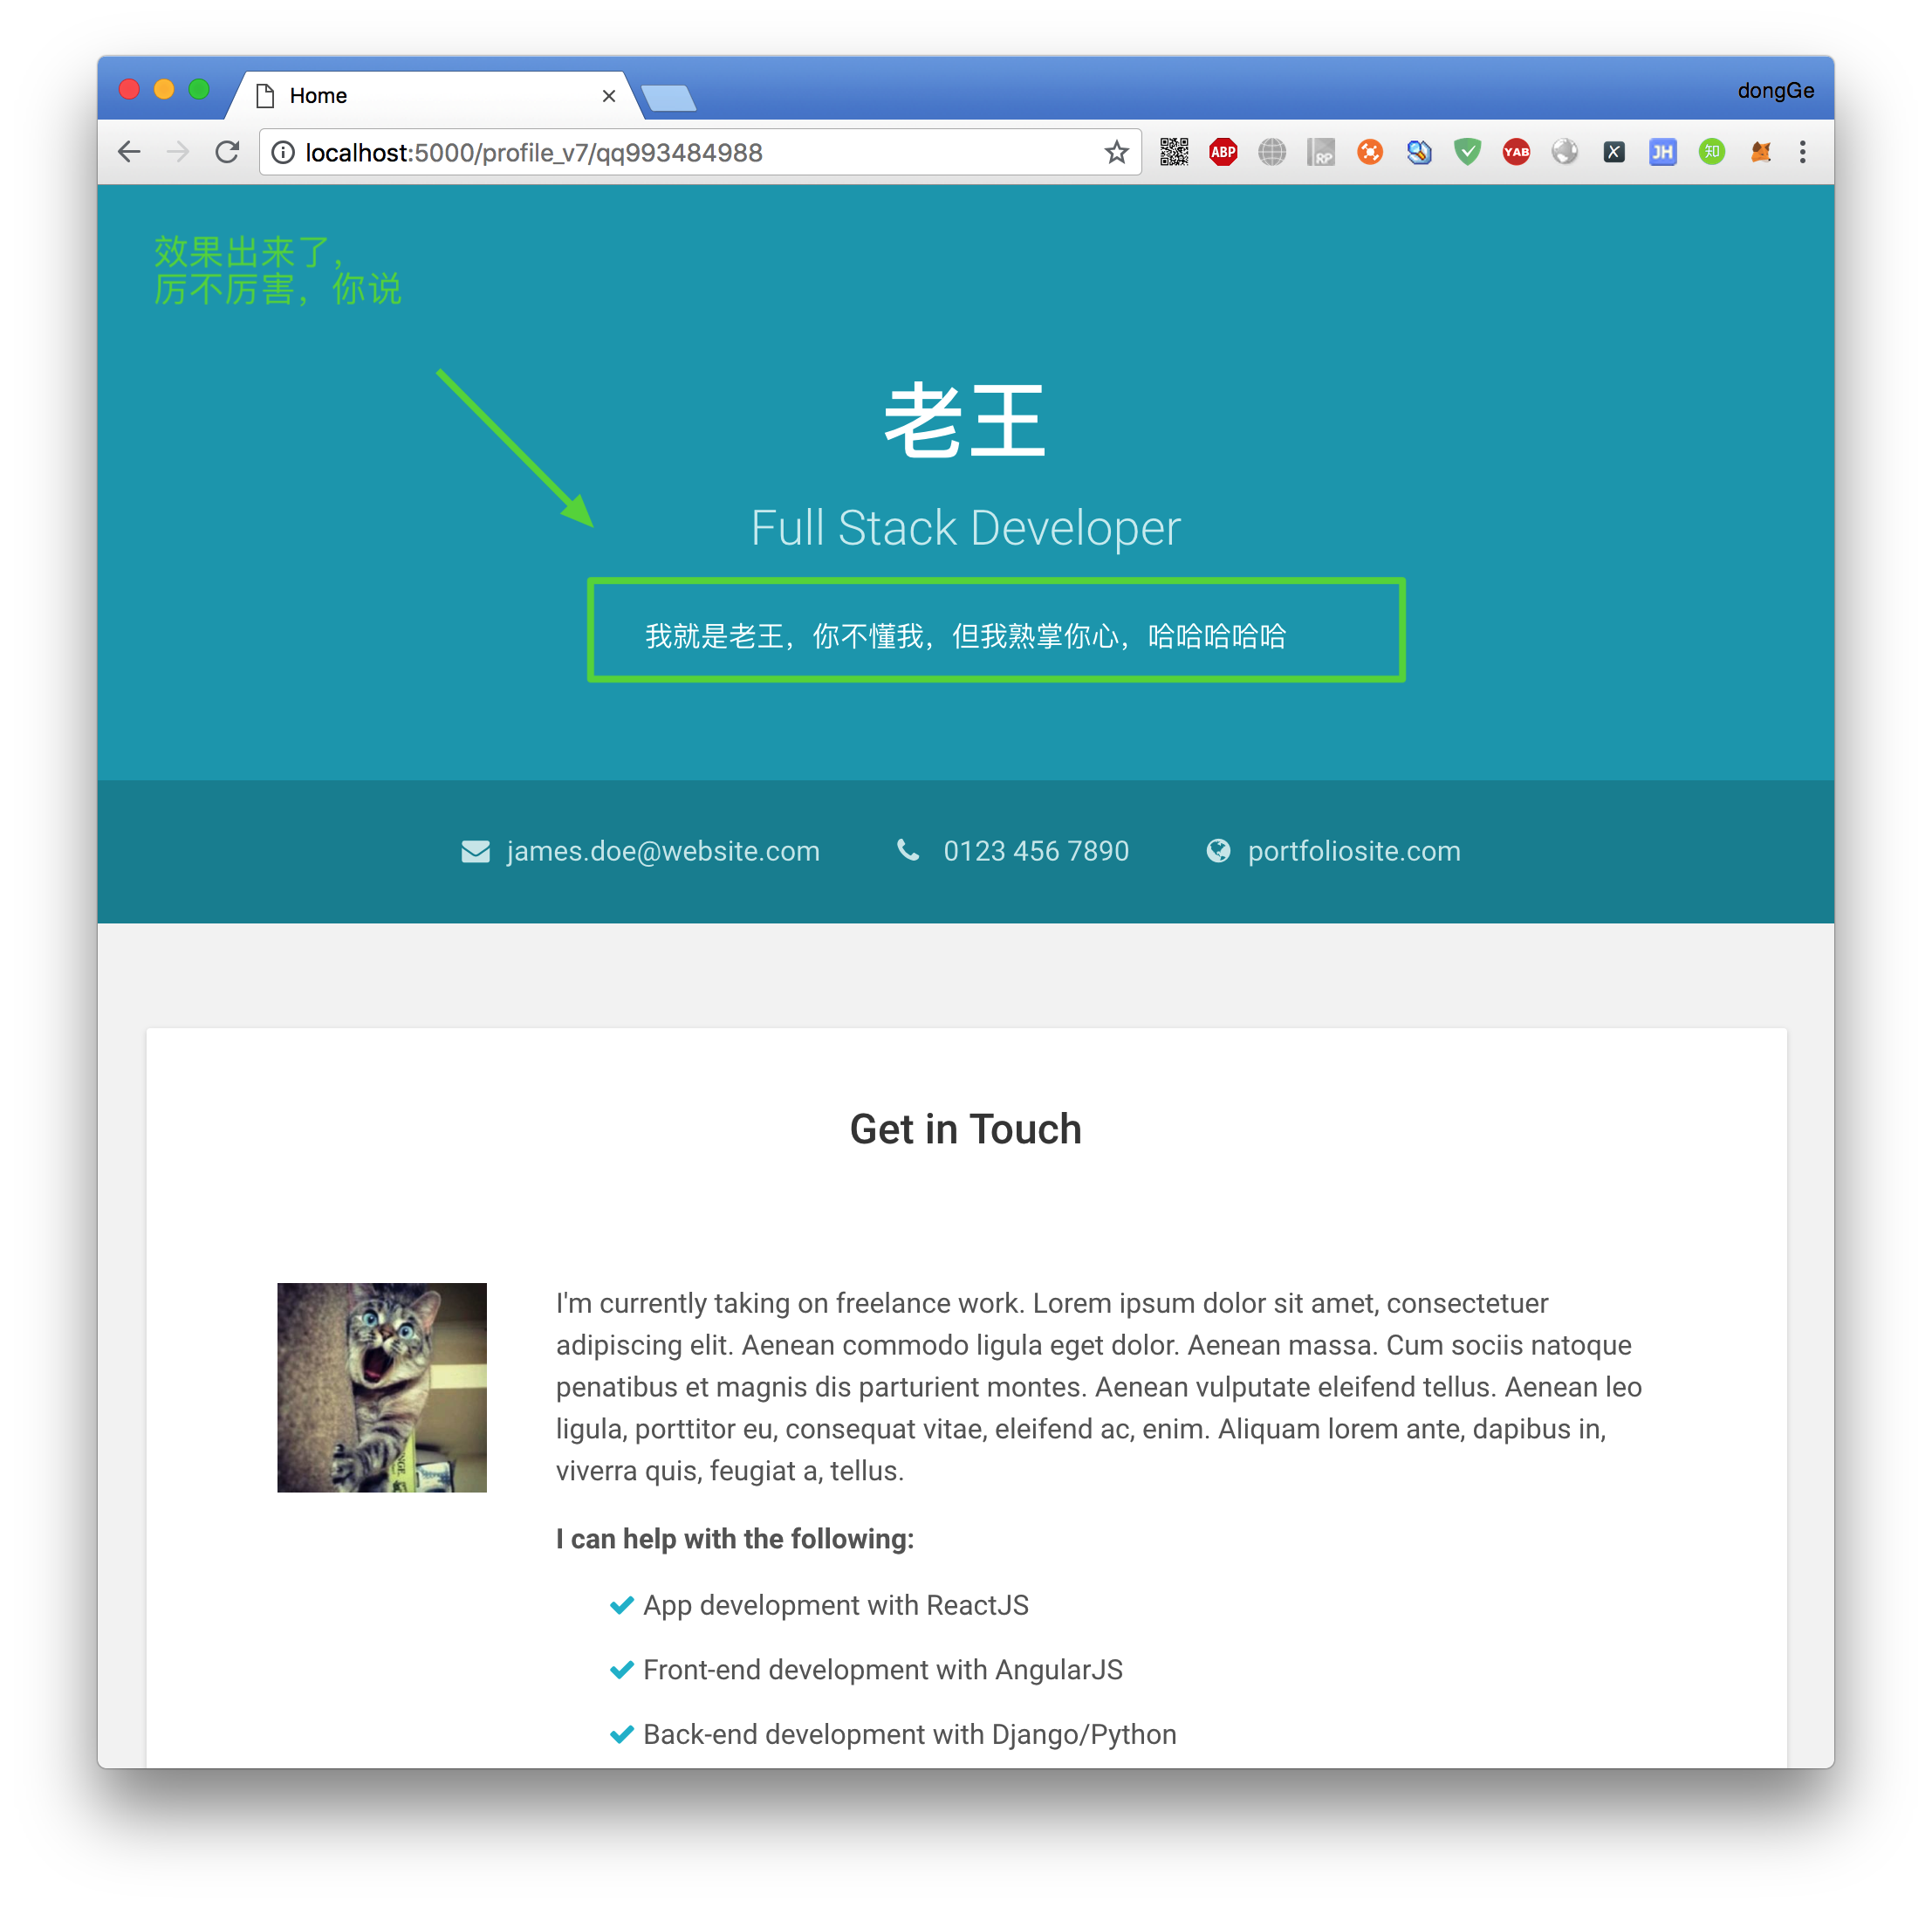 Home
dongGe
localhost:5000/profile_v7/qq993484988
ABP
RP
YAB
X
JH
知
效果出来了，
厉不厉害，你说
老王
Full Stack Developer
我就是老王，你不懂我，但我熟掌你心，哈哈哈哈哈
james.doe@website.com
0123 456 7890
portfoliosite.com
Get in Touch
I'm currently taking on freelance work. Lorem ipsum dolor sit amet, consectetuer
adipiscing elit. Aenean commodo ligula eget dolor. Aenean massa. Cum sociis natoque
penatibus et magnis dis parturient montes. Aenean vulputate eleifend tellus. Aenean leo
ligula, porttitor eu, consequat vitae, eleifend ac, enim. Aliquam lorem ante, dapibus in,
viverra quis, feugiat a, tellus.
I can help with the following:
App development with ReactJS
Front-end development with AngularJS
Back-end development with Django/Python